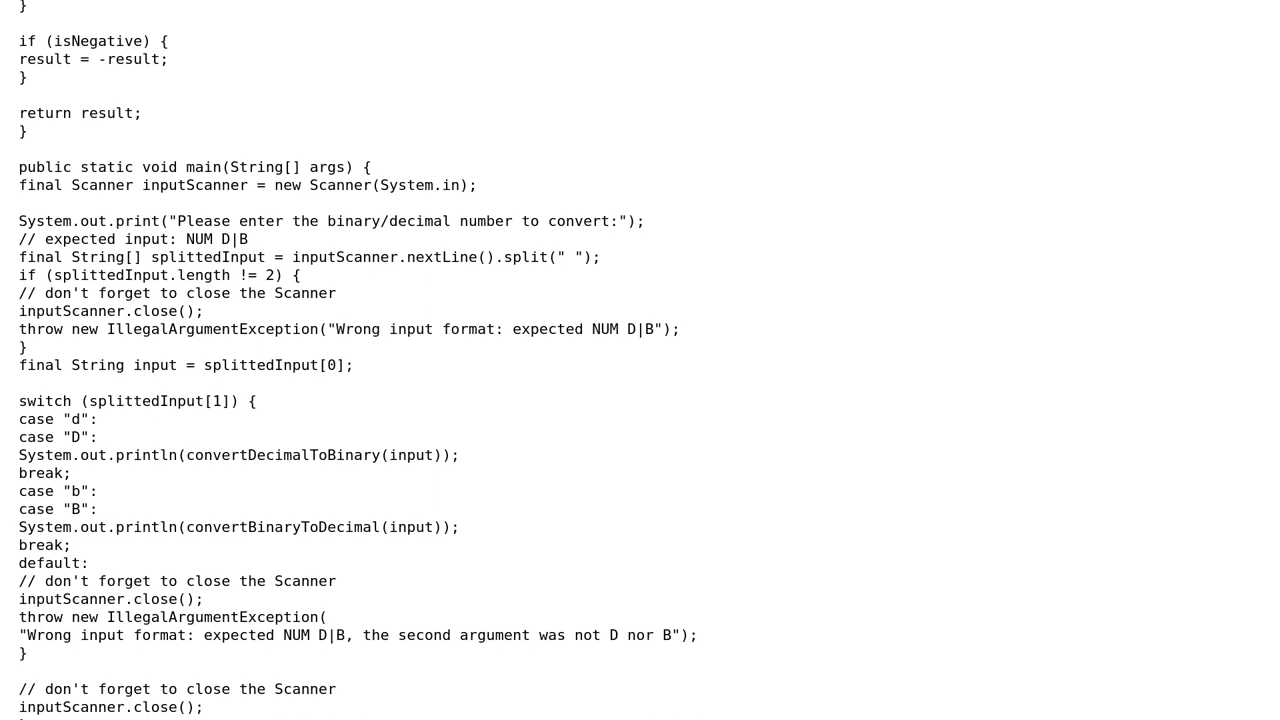 }
if (isNegative) {
result = -result;
}
return result;
}
public static void main(String[] args) {
final Scanner inputScanner = new Scanner(System.in);
System.out.print("Please enter the binary/decimal number to convert:");
// expected input: NUM D|B
final String[] splittedInput = inputScanner.nextLine().split(" ");
if (splittedInput.length != 2) {
// don't forget to close the Scanner
inputScanner.close();
throw new IllegalArgumentException("Wrong input format: expected NUM D|B");
}
final String input = splittedInput[0];
switch (splittedInput[1]) {
case "d":
case "D":
System.out.println(convertDecimalToBinary(input));
break;
case "b":
case "B":
System.out.println(convertBinaryToDecimal(input));
break;
default:
// don't forget to close the Scanner
inputScanner.close();
throw new IllegalArgumentException(
"Wrong input format: expected NUM D|B, the second argument was not D nor B");
}
// don't forget to close the Scanner
inputScanner.close();